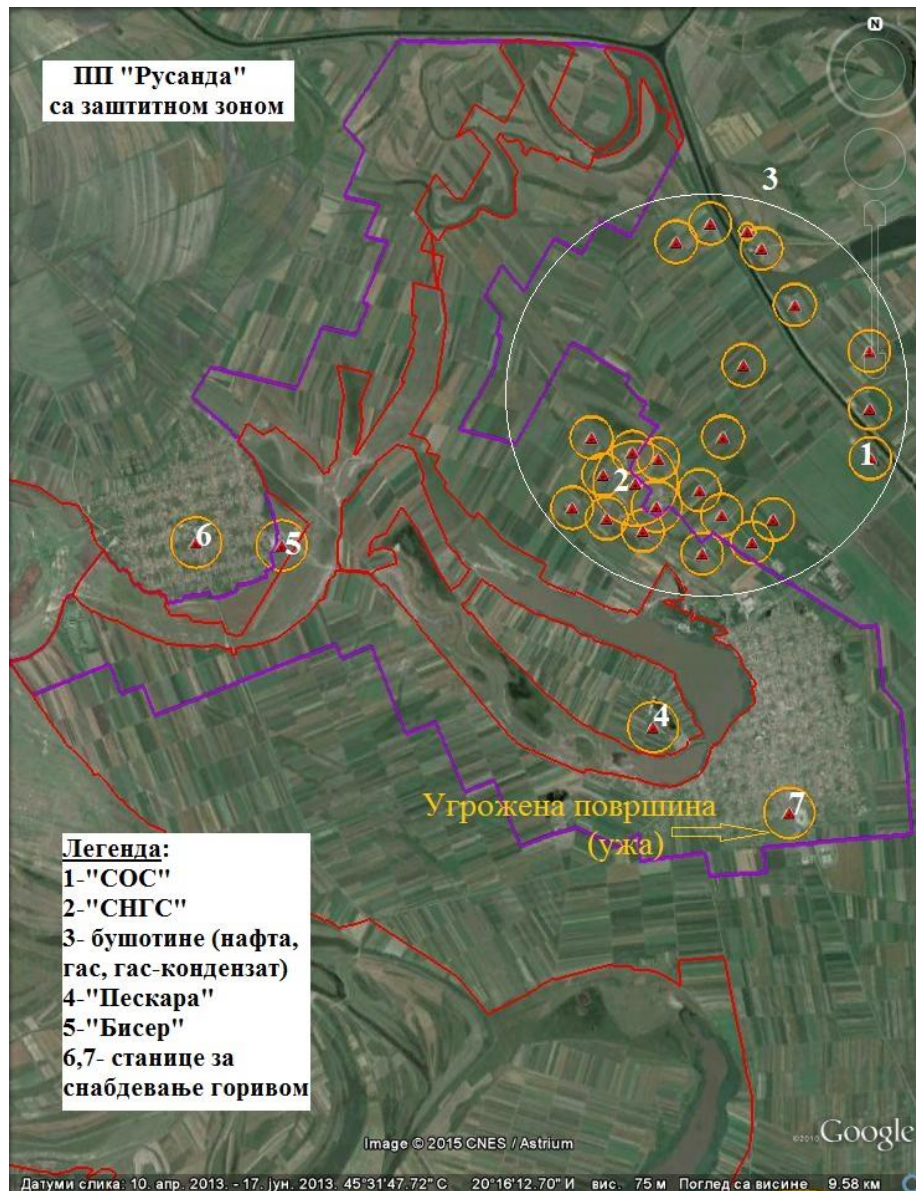 ПП "Русанда"
са заштитном зоном
N
3
1
2
6
5
4
7
Угрожена површина
(ужа)
Легенда:
1-"СОС"
2-"СНГС"
3- бушотине (нафта,
гас, гас-кондензат)
4-"Пескара"
5-"Бисер"
6,7- станице за
снабдевање горивом
Image © 2015 CNES / Astrium
©2010 Google
Датуми слика: 10. апр. 2013. - 17. јун. 2013. 45°31'47.72" С 20°16'12.70" И вис. 75 м Поглед са висине 9.58 км